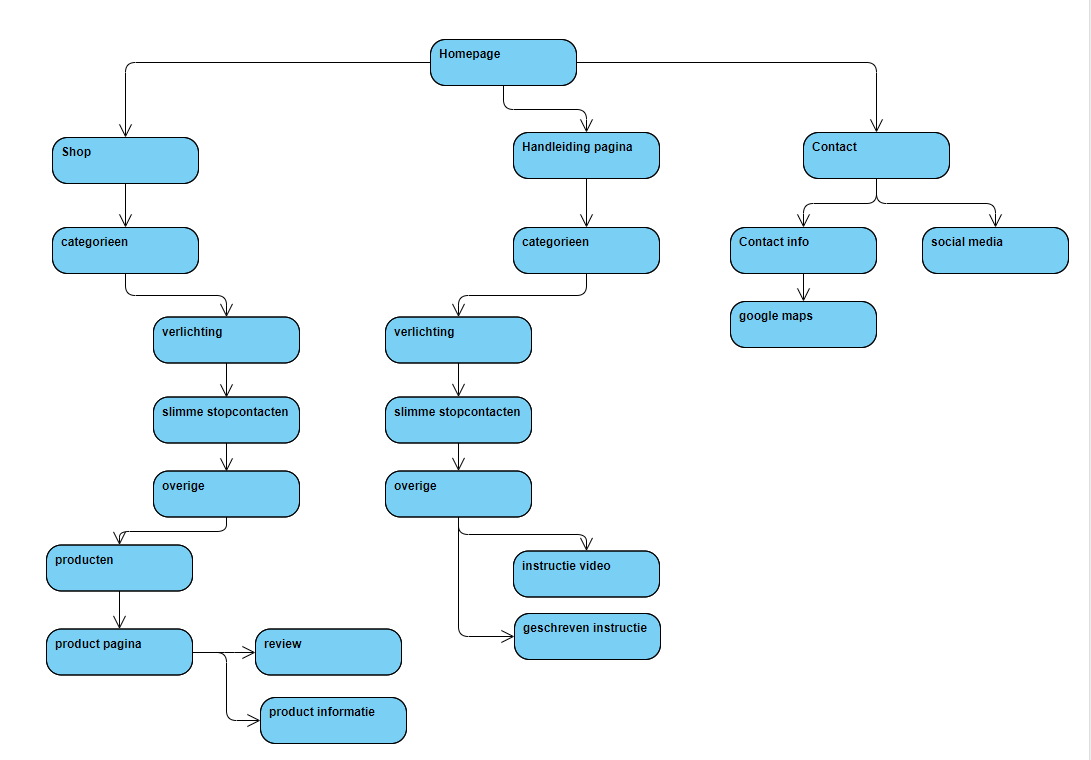 Homepage
Shop
Handleiding pagina
Contact
categorieen
categorieen
Contact info
social media
google maps
verlichting
verlichting
slimme stopcontacten
slimme stopcontacten
overige
overige
producten
instructie video
geschreven instructie
product pagina
review
product informatie